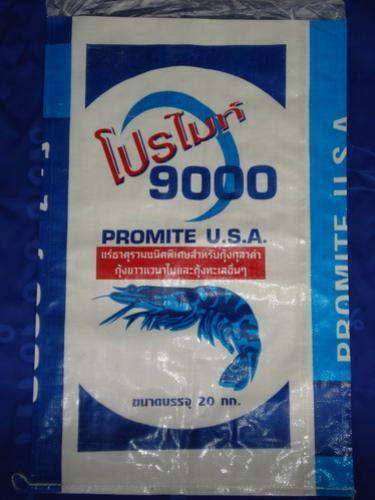 โปรไมท์
9000
PROMITE U.S.A.
แร่ธาตุรวมชนิดพิเศษสำหรับกุ้งกุลาดำ
กุ้งขาวแวนาไมและกุ้งทะเลอื่นๆ
ขนาดบรรจุ 20 กก.
PROMITE U.S.A